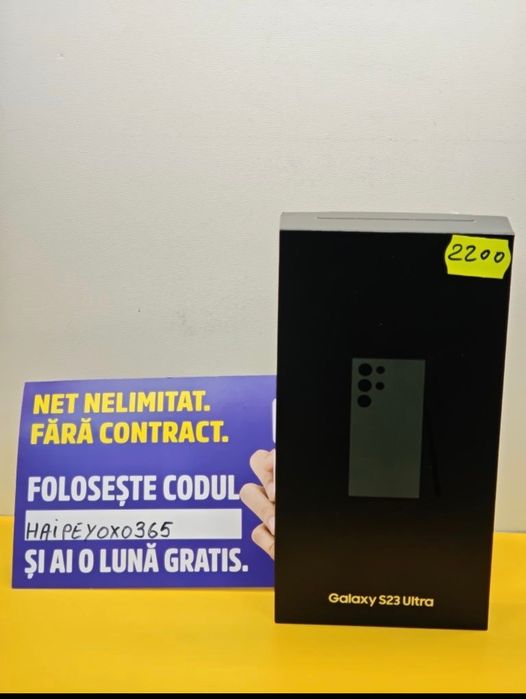 2200
NET NELIMITAT.
FĂRĂ CONTRACT.
FOLOSEȘTE CODUL
HAIPEYOXO365
ȘI AI O LUNĂ GRATIS.
Galaxy S23 Ultra